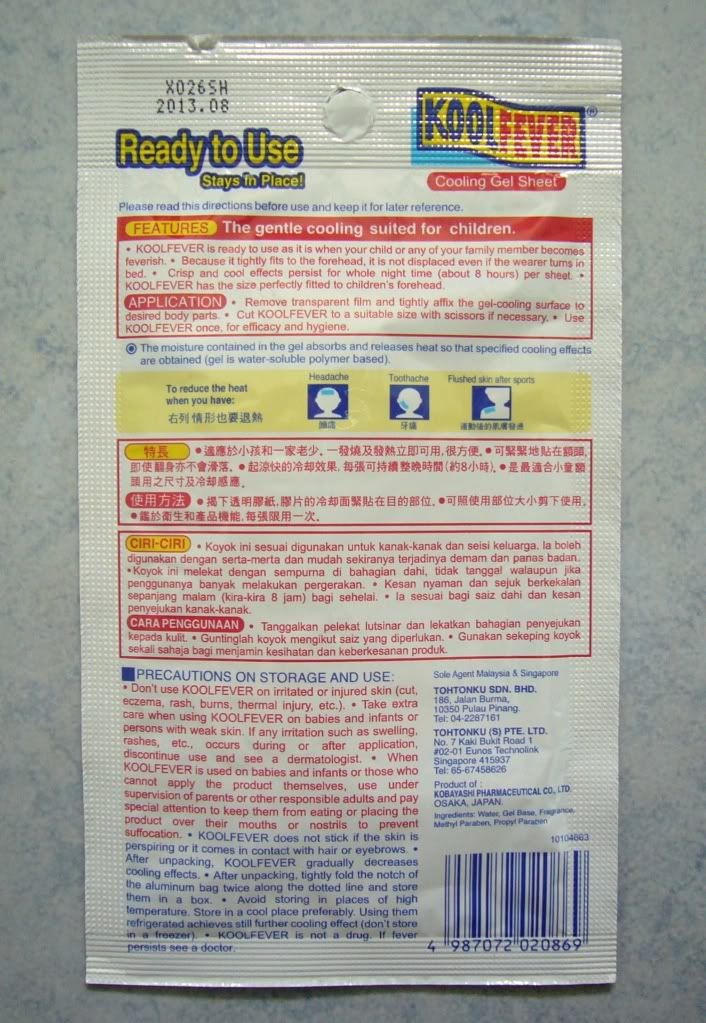 X026SH
2013.08
KOOLFEVER®
Ready to Use
Stays in Place!
Cooling Gel Sheet
Please read this directions before use and keep it for later reference.
FEATURES The gentle cooling suited for children.
• KOOLFEVER is ready to use as it is when your child or any of your family member becomes
feverish. • Because it tightly fits to the forehead, it is not displaced even if the wearer turns in
bed. • Crisp and cool effects persist for whole night time (about 8 hours) per sheet. •
KOOLFEVER has the size perfectly fitted to children's forehead.
APPLICATION • Remove transparent film and tightly affix the gel-cooling surface to
desired body parts. • Cut KOOLFEVER to a suitable size with scissors if necessary. • Use
KOOLFEVER once, for efficacy and hygiene.
The moisture contained in the gel absorbs and releases heat so that specified cooling effects
are obtained (gel is water-soluble polymer based).
To reduce the heat
when you have:
右列情形也要退熱
Headache
頭痛
Toothache
牙痛
Flushed skin after sports
運動後的肌膚發燙
特長 • 適應於小孩和一家老少。一發燒及發熱立即可用,很方便。• 可緊緊地貼在額頭,
即使翻身亦不會滑落。• 起涼快的冷却效果,每張可持續整晚時間(約8小時)。• 是最適合小童額
頭用之尺寸及冷却感應。
使用方法 • 揭下透明膠紙,膠片的冷却面緊貼在目的部位。• 可照使用部位大小剪下使用。
• 鑑於衛生和產品機能,每張限用一次。
CIRI-CIRI • Koyok ini sesuai digunakan untuk kanak-kanak dan seisi keluarga. Ia boleh
digunakan dengan serta-merta dan mudah sekiranya terjadinya demam dan panas badan.
• Koyok ini melekat dengan sempurna di bahagian dahi, tidak tanggal walaupun jika
penggunanya banyak melakukan pergerakan. • Kesan nyaman dan sejuk berkekalan
sepanjang malam (kira-kira 8 jam) bagi sehelai. • Ia sesuai bagi saiz dahi dan kesan
penyejukan kanak-kanak.
CARA PENGGUNAAN • Tanggalkan pelekat lutsinar dan lekatkan bahagian penyejukan
kepada kulit. • Guntinglah koyok mengikut saiz yang diperlukan. • Gunakan sekeping koyok
sekali sahaja bagi menjamin kesihatan dan keberkesanan produk.
PRECAUTIONS ON STORAGE AND USE:
• Don't use KOOLFEVER on irritated or injured skin (cut,
eczema, rash, burns, thermal injury, etc.). • Take extra
care when using KOOLFEVER on babies and infants or
persons with weak skin. If any irritation such as swelling,
rashes, etc., occurs during or after application,
discontinue use and see a dermatologist. • When
KOOLFEVER is used on babies and infants or those who
cannot apply the product themselves, use under
supervision of parents or other responsible adults and pay
special attention to keep them from eating or placing the
product over their mouths or nostrils to prevent
suffocation. • KOOLFEVER does not stick if the skin is
perspiring or it comes in contact with hair or eyebrows. •
After unpacking, KOOLFEVER gradually decreases
cooling effects. • After unpacking, tightly fold the notch of
the aluminum bag twice along the dotted line and store
them in a box. • Avoid storing in places of high
temperature. Store in a cool place preferably. Using them
refrigerated achieves still further cooling effect (don't store
in a freezer). • KOOLFEVER is not a drug. If fever
persists see a doctor.
Sole Agent Malaysia & Singapore
TOHTONKU SDN. BHD.
186, Jalan Burma,
10350 Pulau Pinang.
Tel: 04-2287161
TOHTONKU (S) PTE. LTD.
No. 7 Kaki Bukit Road 1
#02-01 Eunos Technolink
Singapore 415937
Tel: 65-67458626
Product of :
KOBAYASHI PHARMACEUTICAL CO., LTD.
OSAKA, JAPAN.
Ingredients: Water, Gel Base, Fragrance,
Methyl Paraben, Propyl Paraben
10104663
4 987072 020869